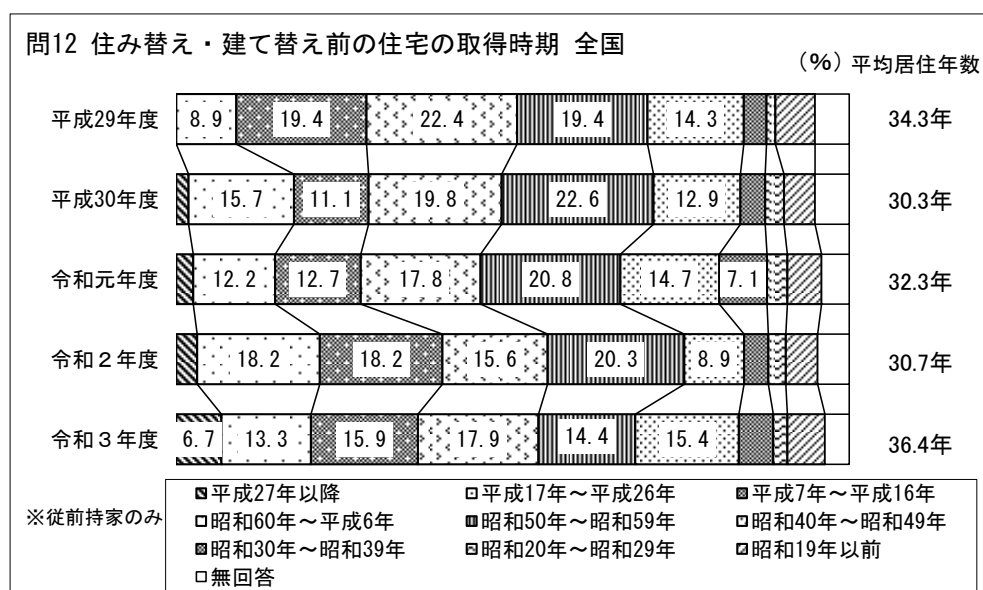 問12 住み替え・建て替え前の住宅の取得時期 全国
（%）平均居住年数
平成29年度 8.9 19.4 22.4 19.4 14.3 34.3年
平成30年度 15.7 11.1 19.8 22.6 12.9 30.3年
令和元年度 12.2 12.7 17.8 20.8 14.7 7.1 32.3年
令和２年度 18.2 18.2 15.6 20.3 8.9 30.7年
令和３年度 6.7 13.3 15.9 17.9 14.4 15.4 36.4年
平成27年以降 平成17年～平成26年 平成7年～平成16年
※従前持家のみ 昭和60年～平成6年 昭和50年～昭和59年 昭和40年～昭和49年
昭和30年～昭和39年 昭和20年～昭和29年 昭和19年以前
無回答